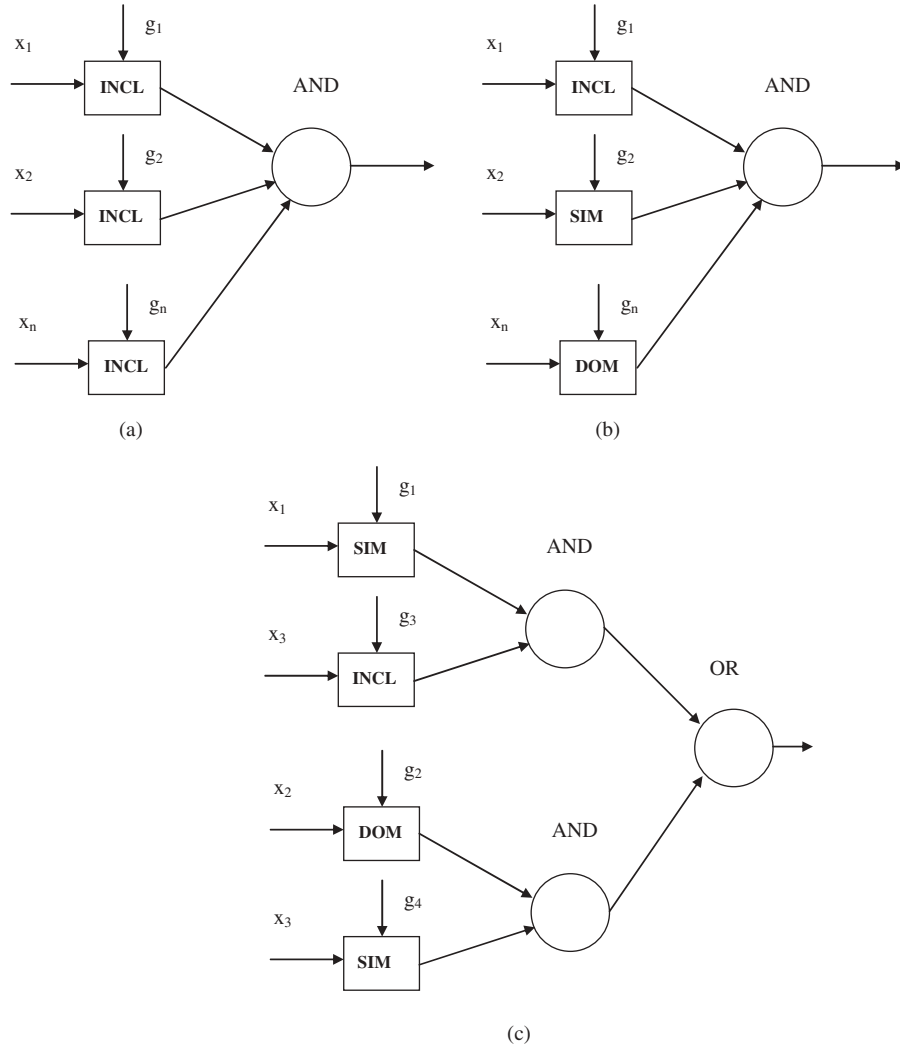 g1
x1
INCL
AND
g2
x2
INCL
gn
xn
INCL
(a)
g1
x1
INCL
AND
g2
x2
SIM
gn
xn
DOM
(b)
g1
x1
SIM
AND
g3
x3
INCL
OR
g2
x2
DOM
AND
g4
x3
SIM
(c)